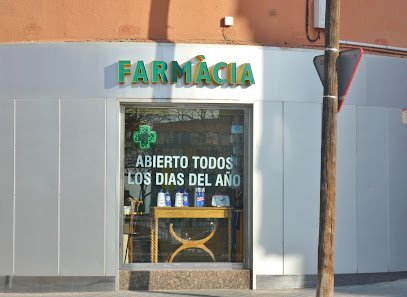 FARMÀCIA
ABIERTO TODOS
LOS DIAS DEL AÑO